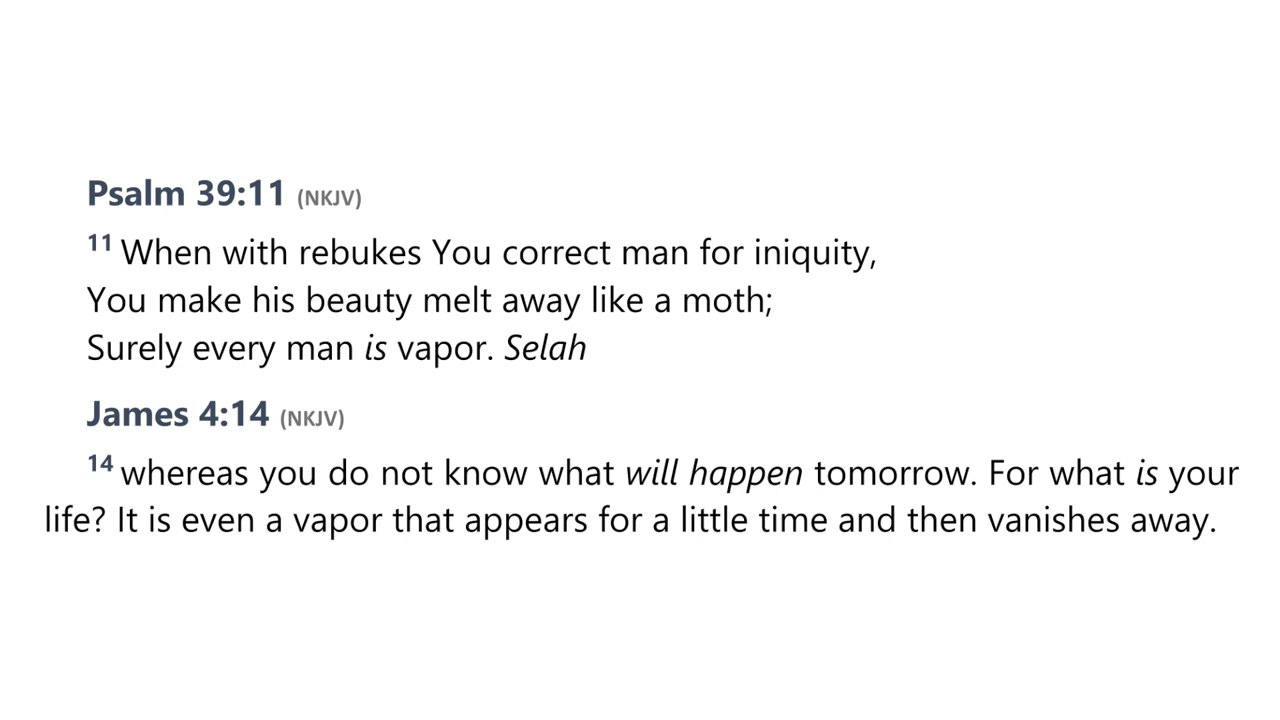 Psalm 39:11 (NKJV)
11 When with rebukes You correct man for iniquity,
You make his beauty melt away like a moth;
Surely every man is vapor. Selah
James 4:14 (NKJV)
14 whereas you do not know what will happen tomorrow. For what is your
life? It is even a vapor that appears for a little time and then vanishes away.